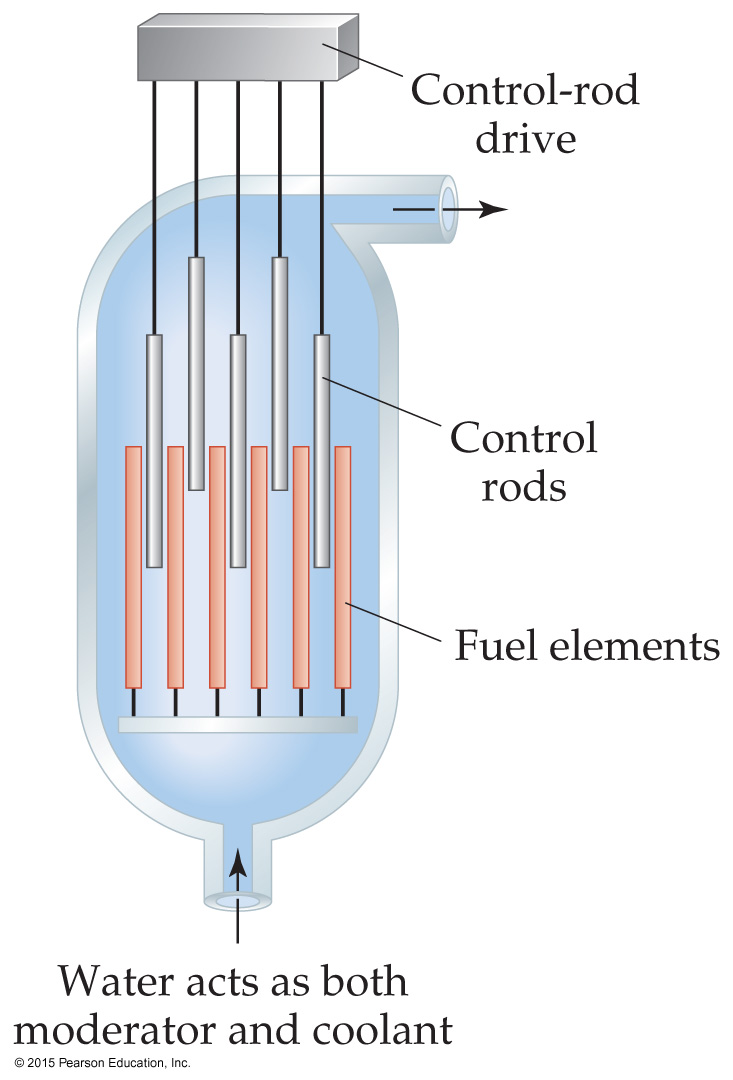 Control-rod
drive
Control
rods
Fuel elements
Water acts as both
moderator and coolant
© 2015 Pearson Education, Inc.